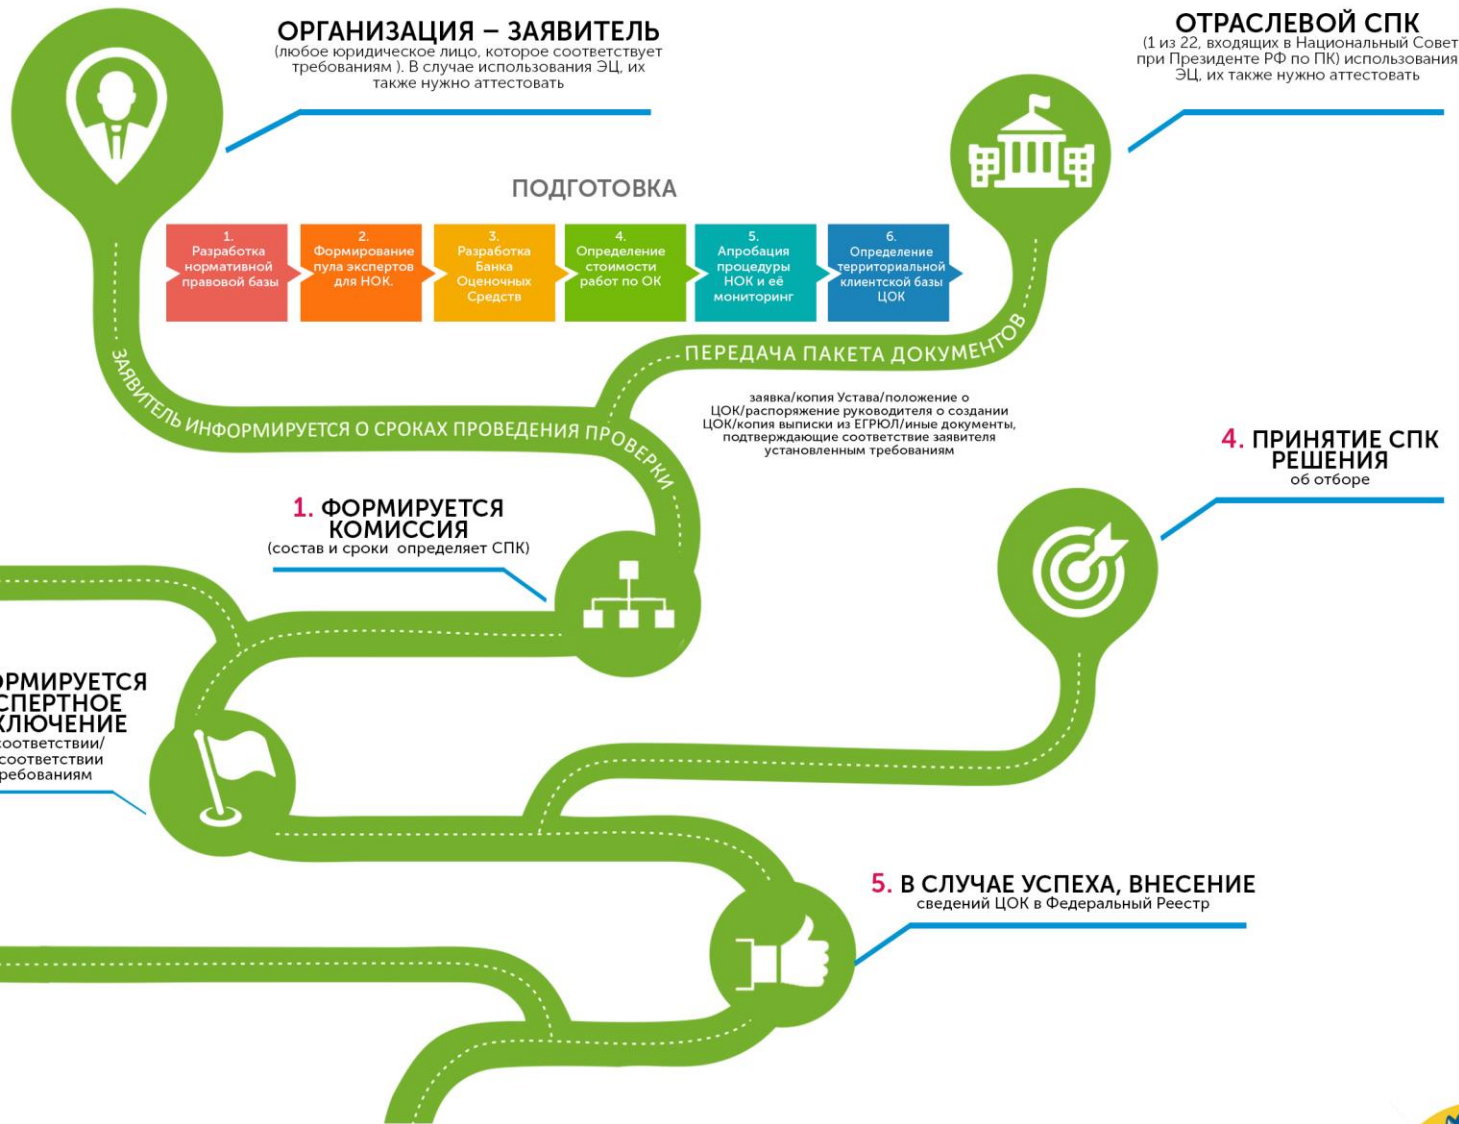 ОРГАНИЗАЦИЯ – ЗАЯВИТЕЛЬ
(любое юридическое лицо, которое соответствует
требованиям ). В случае использования ЭЦ, их
также нужно аттестовать
ОТРАСЛЕВОЙ СПК
(1 из 22, входящих в Национальный Совет
при Президенте РФ по ПК) использования
ЭЦ, их также нужно аттестовать
ПОДГОТОВКА
1.
Разработка
нормативной
правовой базы
2.
Формирование
пула экспертов
для НОК.
3.
Разработка
Банка
Оценочных
Средств
4.
Определение
стоимости
работ по ОК
5.
Апробация
процедуры
НОК и её
мониторинг
6.
Определение
территориальной
клиентской базы
ЦОК
ПЕРЕДАЧА ПАКЕТА ДОКУМЕНТОВ
ЗАЯВИТЕЛЬ ИНФОРМИРУЕТСЯ О СРОКАХ ПРОВЕДЕНИЯ ПРОВЕРКИ
заявка/копия Устава/положение о
ЦОК/распоряжение руководителя о создании
ЦОК/копия выписки из ЕГРЮЛ/иные документы,
подтверждающие соответствие заявителя
установленным требованиям
4. ПРИНЯТИЕ СПК
РЕШЕНИЯ
об отборе
1. ФОРМИРУЕТСЯ
КОМИССИЯ
(состав и сроки  определяет СПК)
ОРМИРУЕТСЯ
СПЕРТНОЕ
КЛЮЧЕНИЕ
соответствии/
соответствии
ребованиям
5. В СЛУЧАЕ УСПЕХА, ВНЕСЕНИЕ
сведений ЦОК в Федеральный Реестр